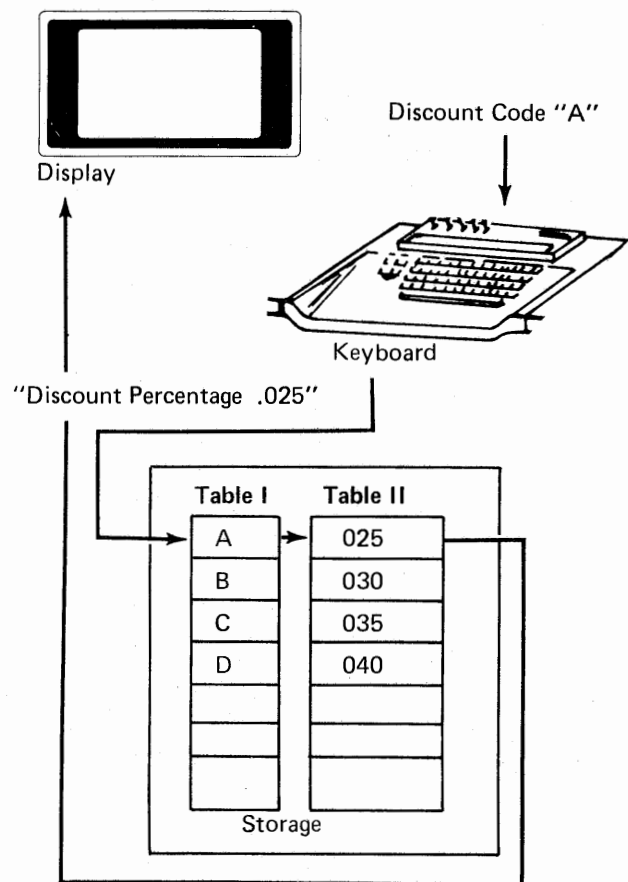 Discount Code "A"
Display
Keyboard
"Discount Percentage .025"
Table I Table II
A 025
B 030
C 035
D 040
Storage